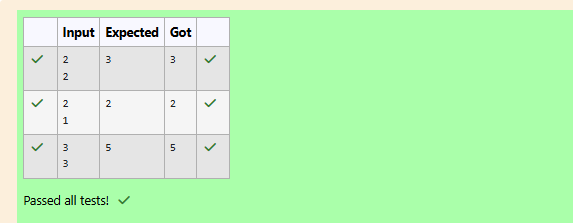 Input Expected Got
2 3 3
2
2 2 2
1
3 5 5
3
Passed all tests!